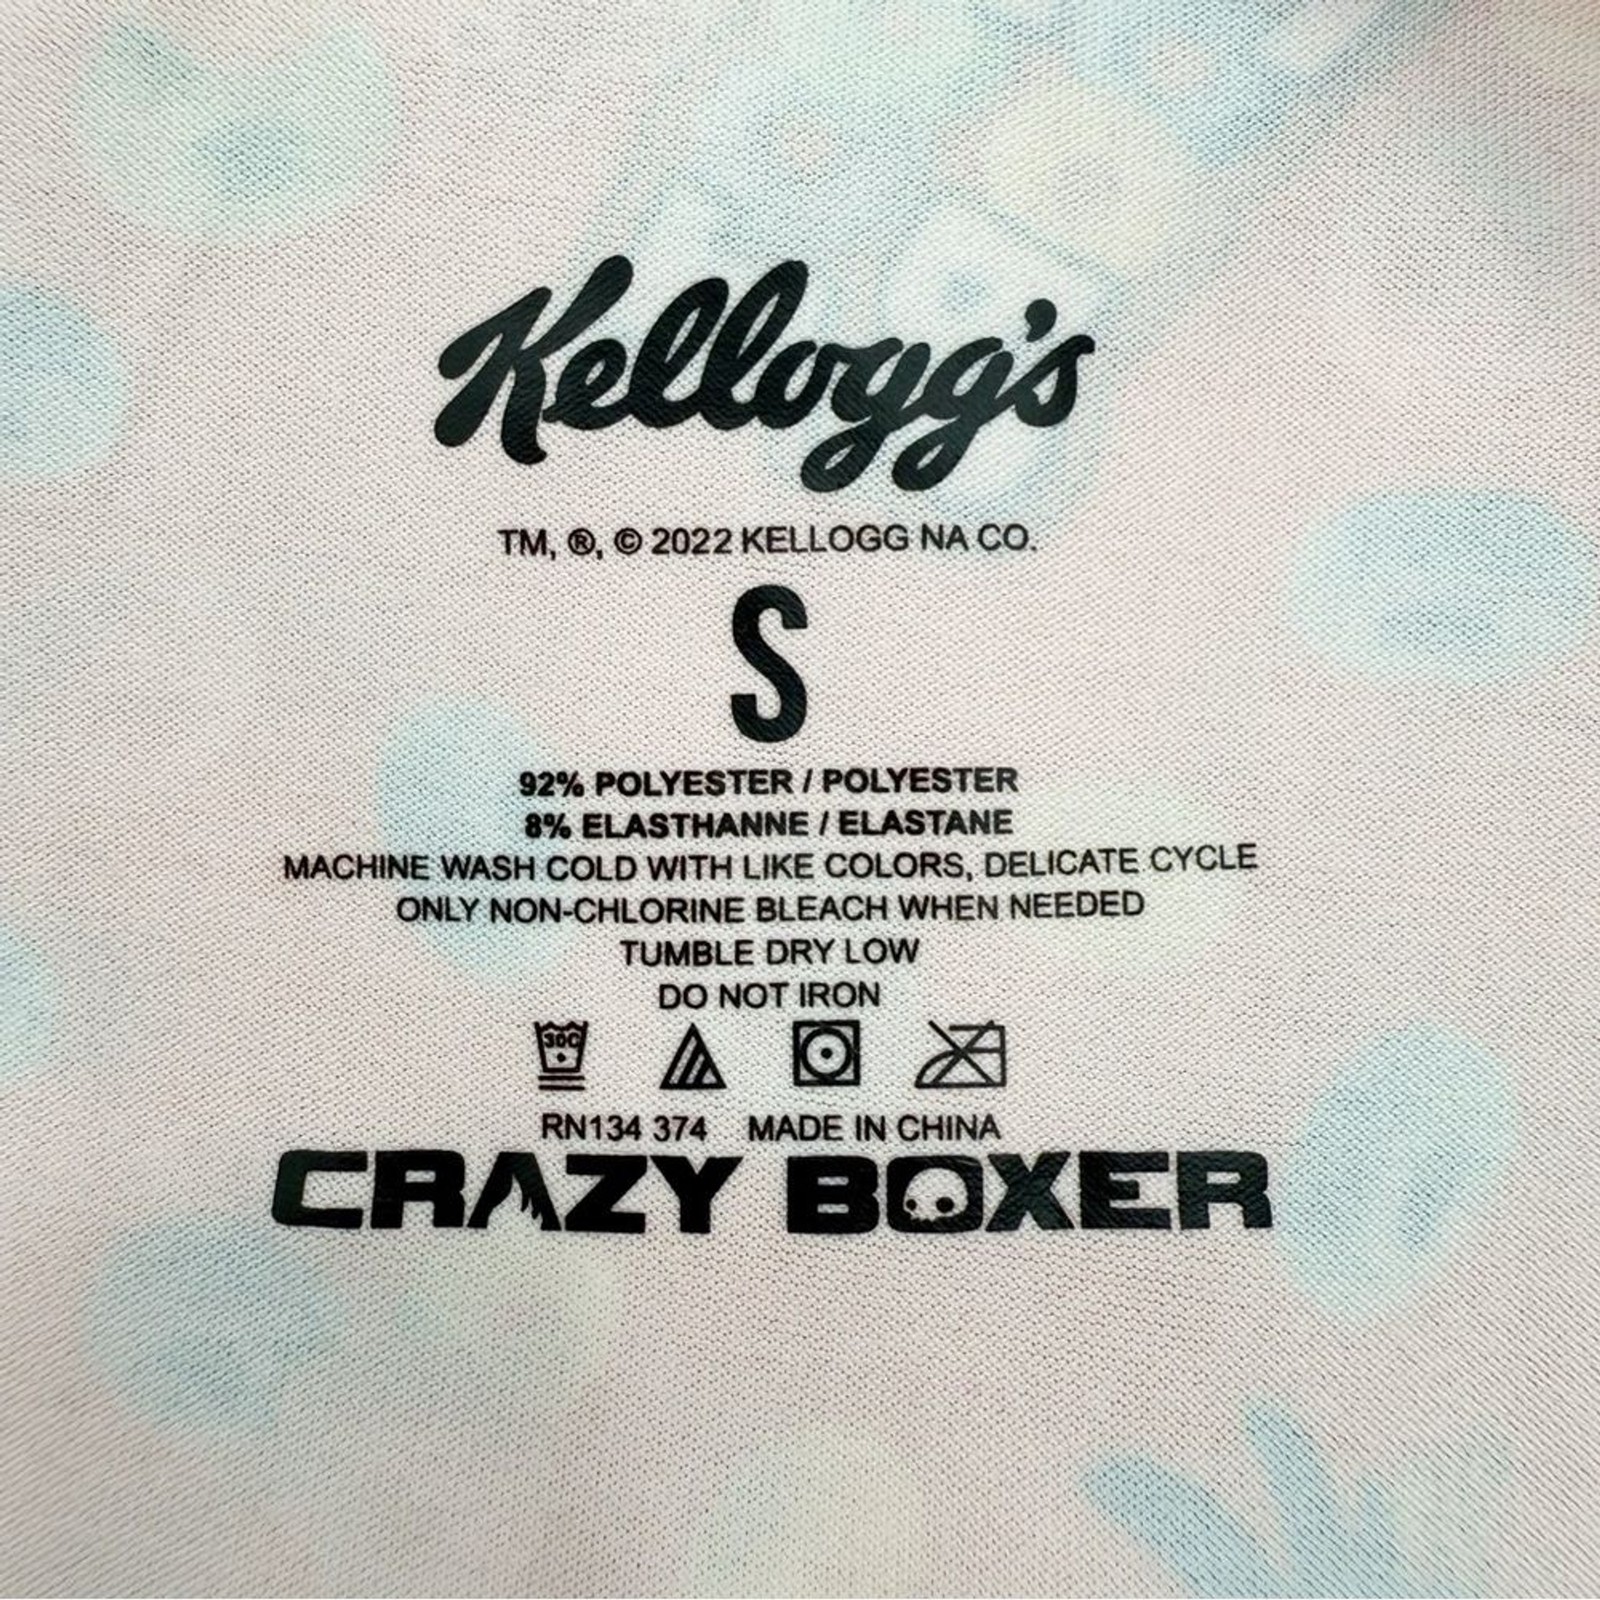 Kellogg's
TM, ®, © 2022 KELLOGG NA CO.
S
92% POLYESTER / POLYESTER
8% ELASTHANNE / ELASTANE
MACHINE WASH COLD WITH LIKE COLORS, DELICATE CYCLE
ONLY NON-CHLORINE BLEACH WHEN NEEDED
TUMBLE DRY LOW
DO NOT IRON
30C
RN134 374 MADE IN CHINA
CRAZY BOXER